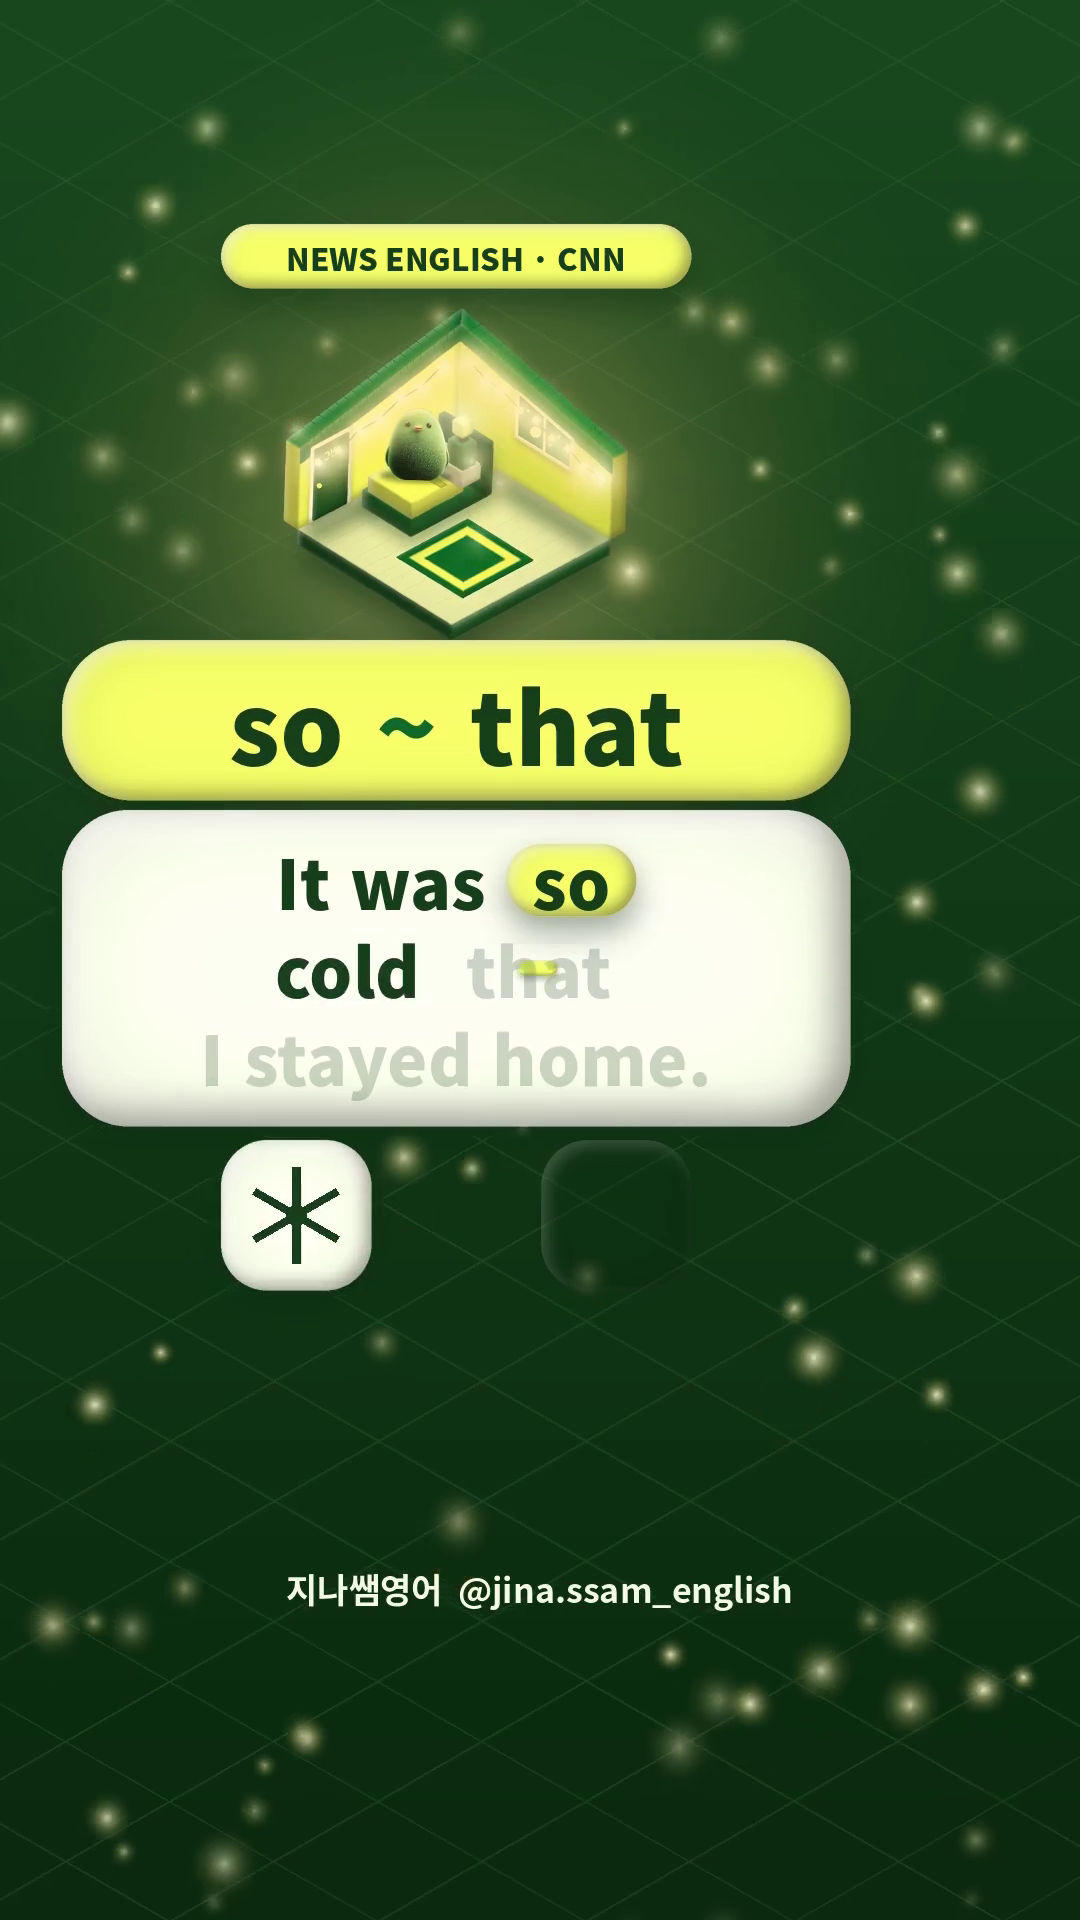 NEWS ENGLISH · CNN
so ~ that
It was so
cold that
I stayed home.
지나쌤영어 @jina.ssam_english